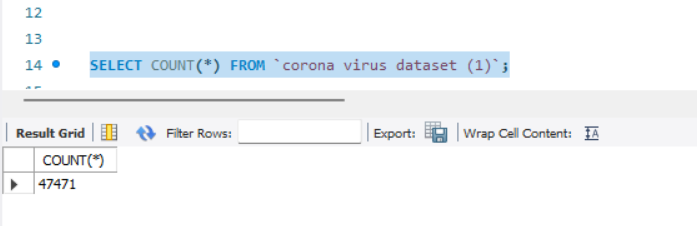 12
13
14 SELECT COUNT(*) FROM `corona virus dataset (1)`;
Result Grid Filter Rows: Export: Wrap Cell Content:
COUNT(*)
47471